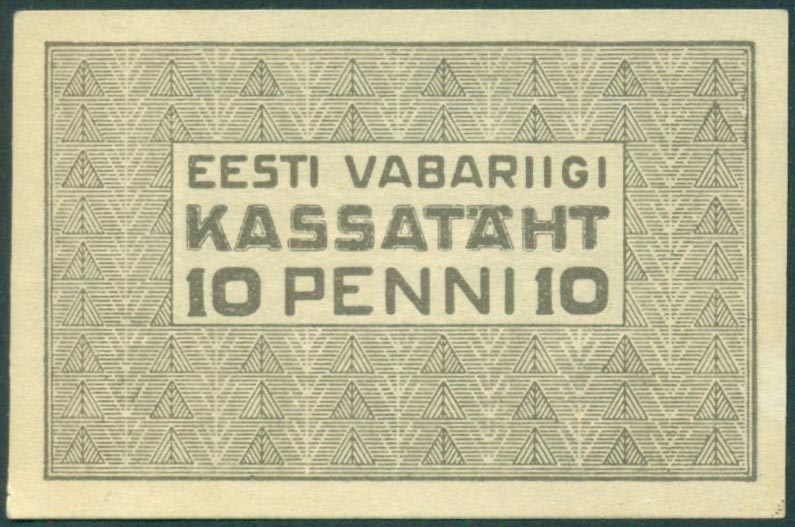 EESTI VABARIIGI
KASSATÄHT
10 PENNI 10